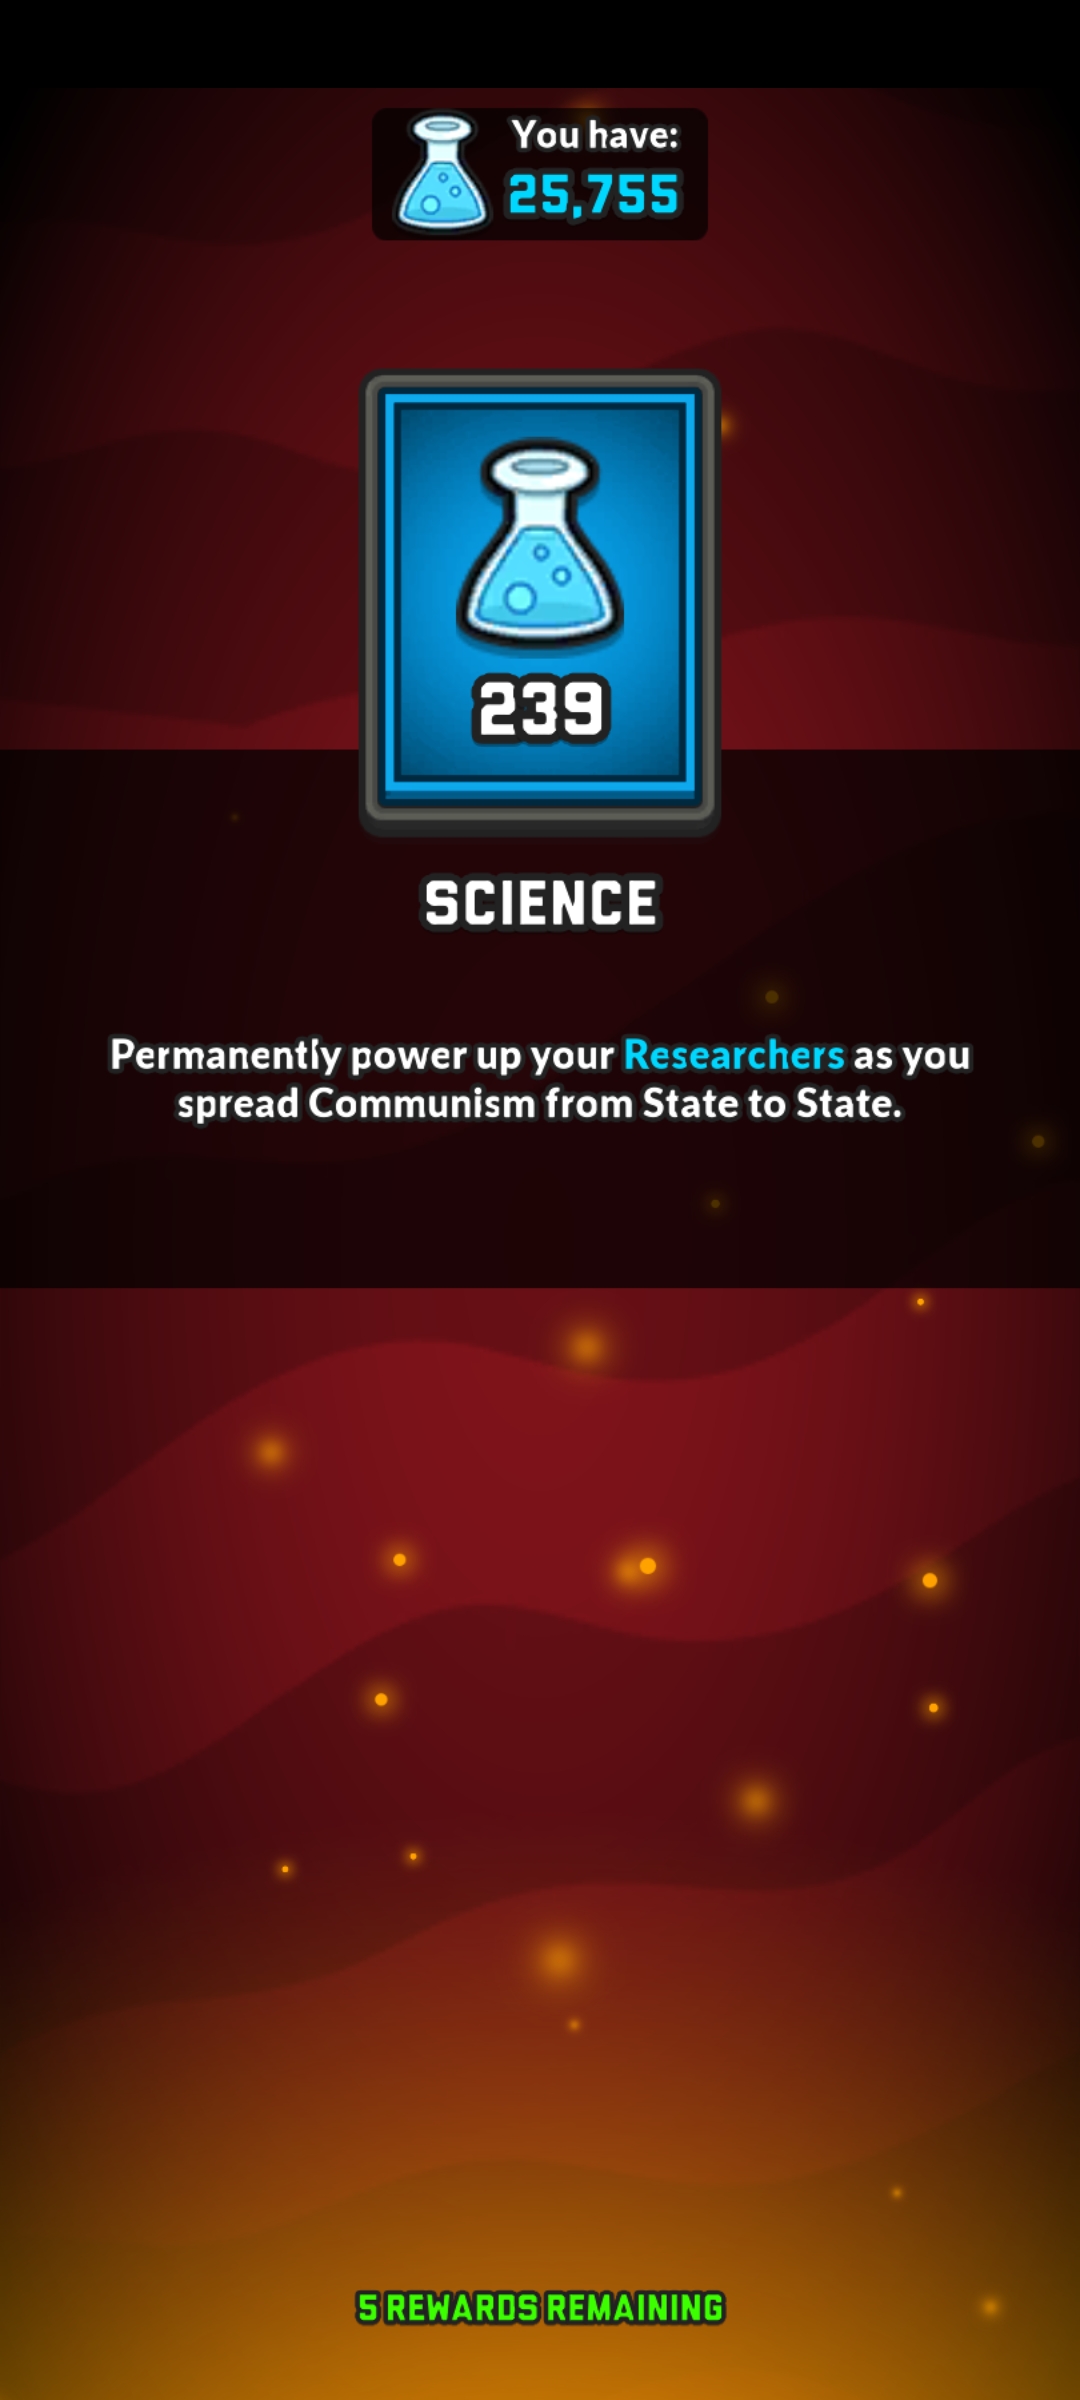 You have:
25,755
239
SCIENCE
Permanently power up your Researchers as you
spread Communism from State to State.
5 REWARDS REMAINING